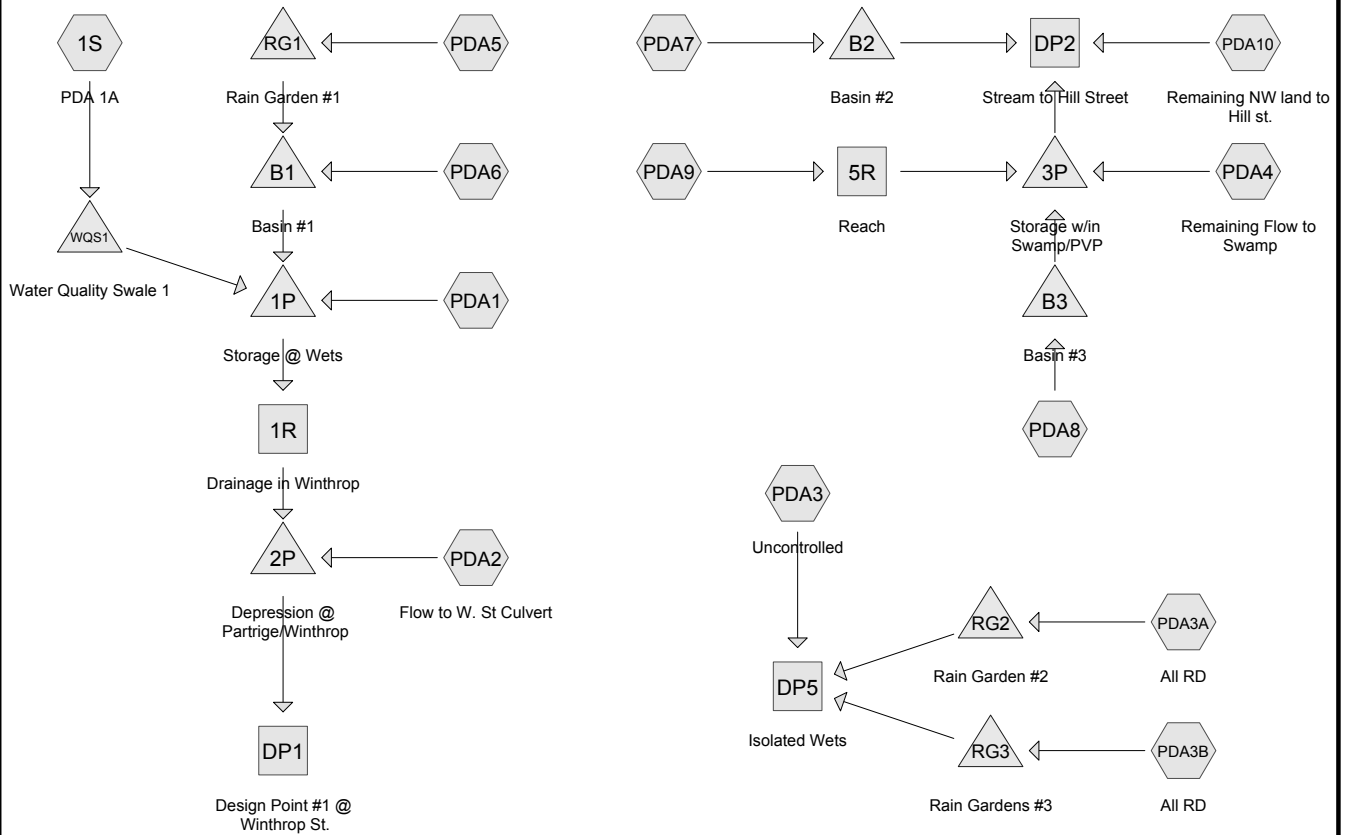 1S
PDA 1A
RG1
Rain Garden #1
PDA5
B1
Basin #1
PDA6
WQS1
Water Quality Swale 1
1P
Storage @ Wets
PDA1
1R
Drainage in Winthrop
2P
Depression @
Partrige/Winthrop
PDA2
Flow to W. St Culvert
DP1
Design Point #1 @
Winthrop St.
PDA7
B2
Basin #2
DP2
Stream to Hill Street
PDA10
Remaining NW land to
Hill st.
PDA9
5R
Reach
3P
Storage w/in
Swamp/PVP
PDA4
Remaining Flow to
Swamp
B3
Basin #3
PDA8
PDA3
Uncontrolled
RG2
Rain Garden #2
PDA3A
All RD
DP5
Isolated Wets
RG3
Rain Gardens #3
PDA3B
All RD